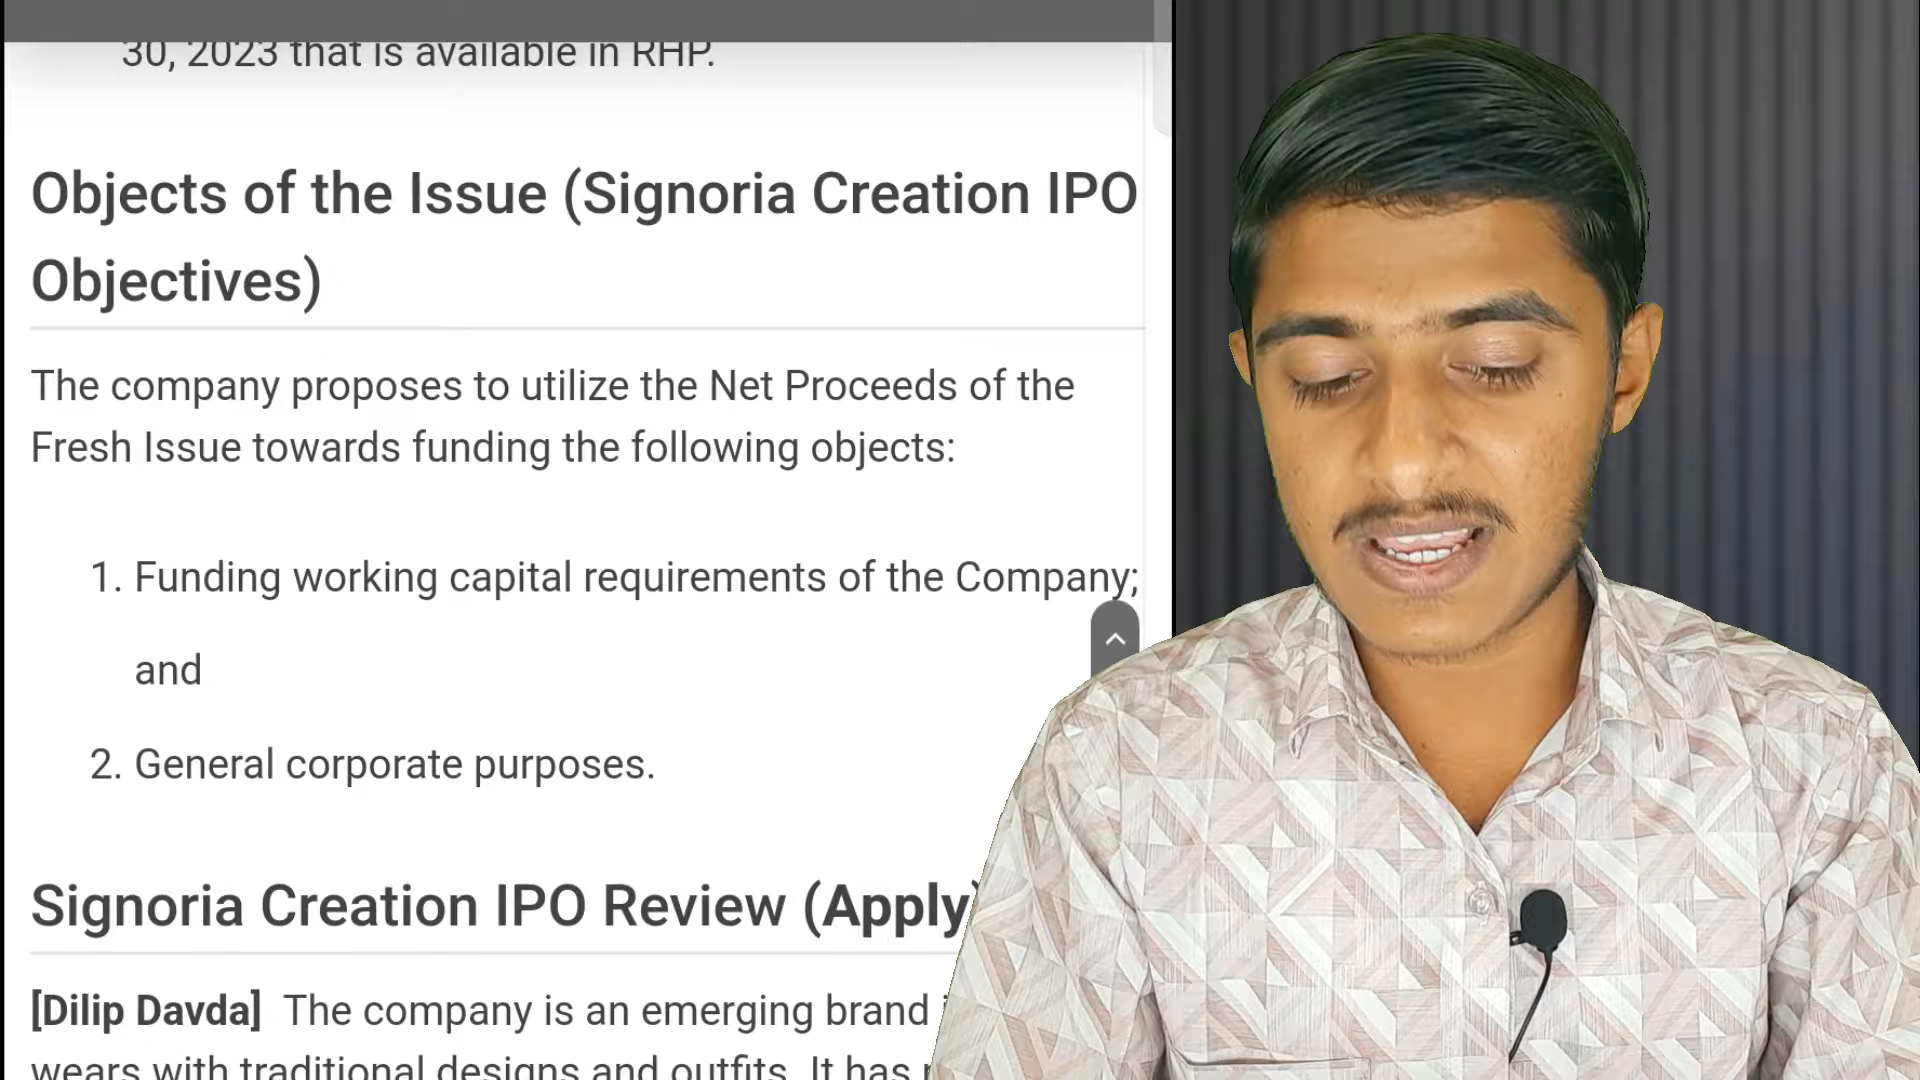 30, 2023 that is available in RHP.
Objects of the Issue (Signoria Creation IPO
Objectives)
The company proposes to utilize the Net Proceeds of the
Fresh Issue towards funding the following objects:
1. Funding working capital requirements of the Company;
and
2. General corporate purposes.
Signoria Creation IPO Review (Apply)
[Dilip Davda] The company is an emerging brand
wears with traditional designs and outfits. It has